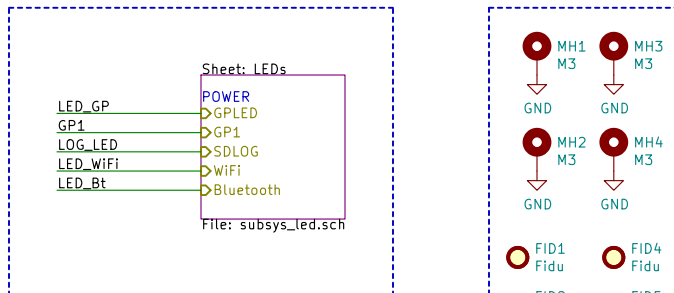 Sheet: LEDs
POWER
LED_GP
GPLED
GP1
GP1
LOG_LED
SDLOG
LED_WiFi
WiFi
LED_Bt
Bluetooth
File: subsys_led.sch
MH1
M3
GND
MH3
M3
GND
MH2
M3
GND
MH4
M3
GND
FID1
Fidu
FID4
Fidu